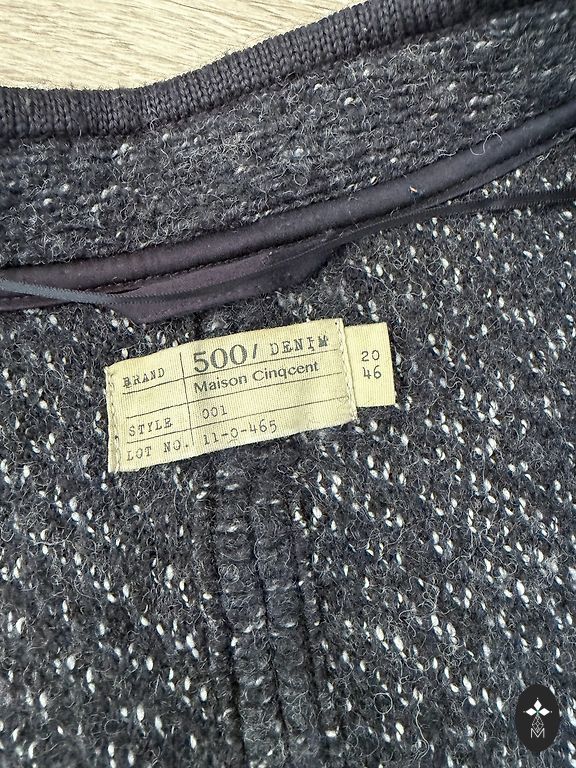 BRAND 500/ DENIM
Maison Cinqcent
STYLE 001
LOT NO. 11-0-465
20
46
M